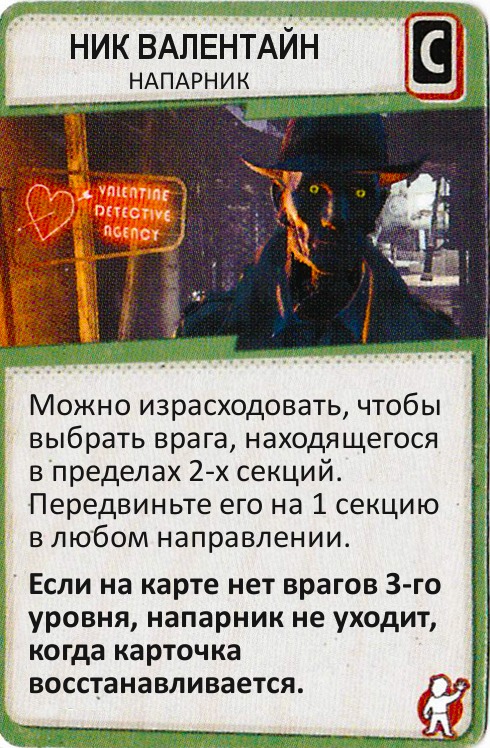 НИК ВАЛЕНТАЙН
НАПАРНИК
C
VALENTINE
DETECTIVE
AGENCY
Можно израсходовать, чтобы
выбрать врага, находящегося
в пределах 2-х секций.
Передвиньте его на 1 секцию
в любом направлении.
Если на карте нет врагов 3-го
уровня, напарник не уходит,
когда карточка
восстанавливается.